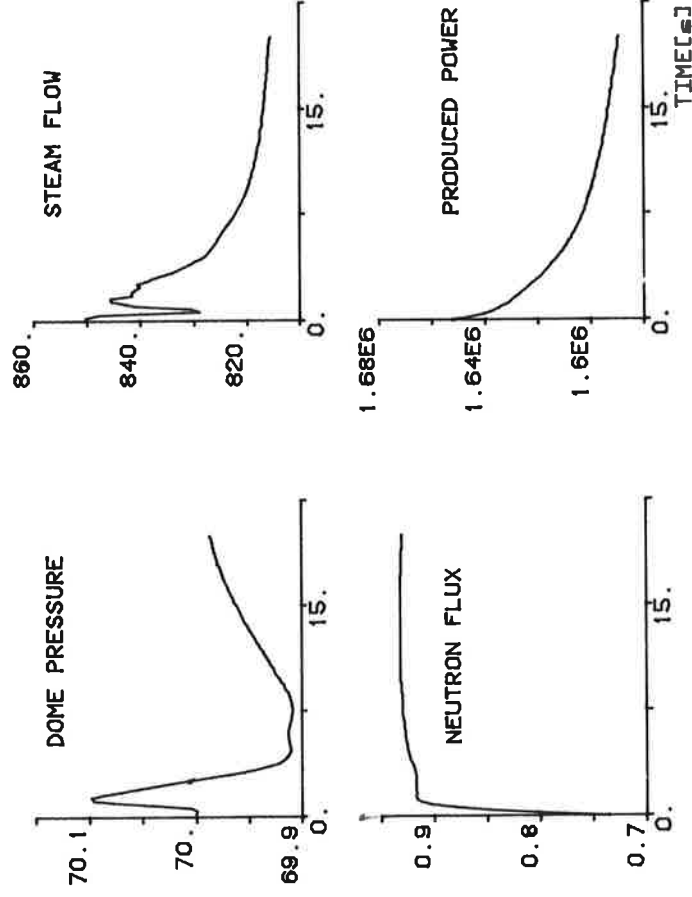 DOME PRESSURE
70.1
70.
69.9
0.
15.
STEAM FLOW
860.
840.
820.
0.
15.
NEUTRON FLUX
0.9
0.8
0.7
0.
15.
PRODUCED POWER
1.68E6
1.64E6
1.6E6
0.
15.
TIME[s]